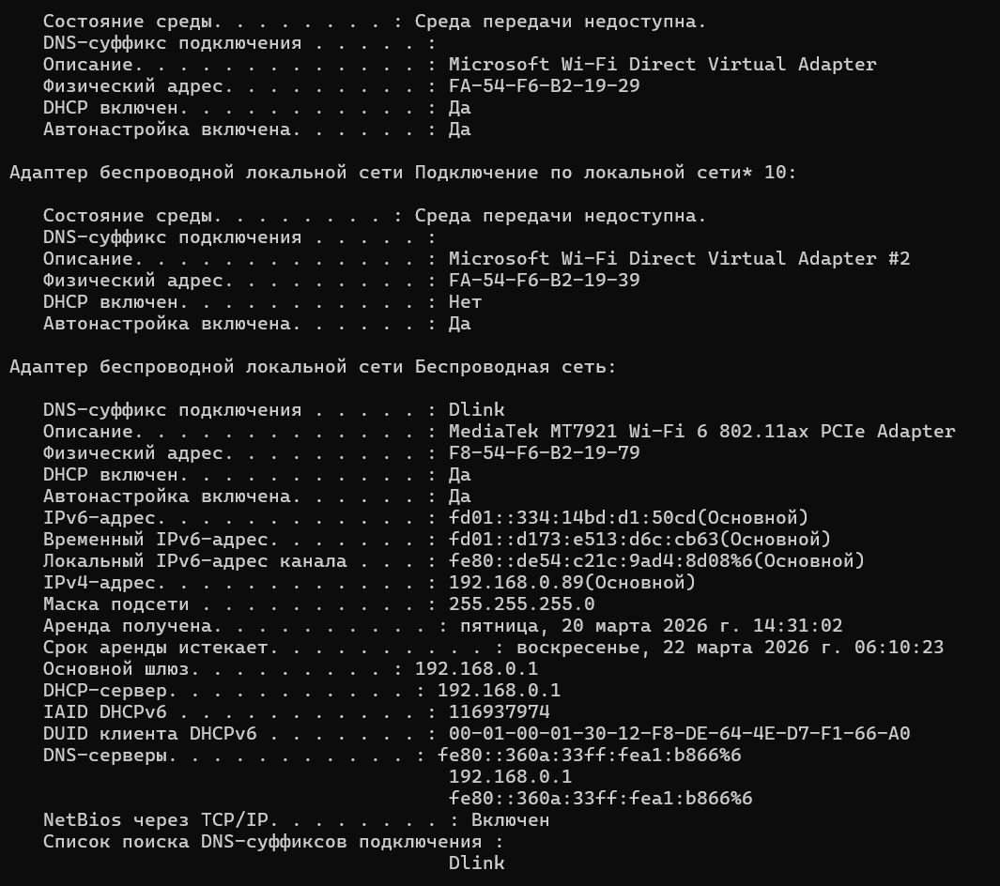 Состояние среды. . . . . . . . : Среда передачи недоступна.
DNS-суффикс подключения . . . . . :
Описание. . . . . . . . . . . . . : Microsoft Wi-Fi Direct Virtual Adapter
Физический адрес. . . . . . . . . : FA-54-F6-B2-19-29
DHCP включен. . . . . . . . . . . : Да
Автонастройка включена. . . . . . : Да
Адаптер беспроводной локальной сети Подключение по локальной сети* 10:
Состояние среды. . . . . . . . : Среда передачи недоступна.
DNS-суффикс подключения . . . . . :
Описание. . . . . . . . . . . . . : Microsoft Wi-Fi Direct Virtual Adapter #2
Физический адрес. . . . . . . . . : FA-54-F6-B2-19-39
DHCP включен. . . . . . . . . . . : Нет
Автонастройка включена. . . . . . : Да
Адаптер беспроводной локальной сети Беспроводная сеть:
DNS-суффикс подключения . . . . . : Dlink
Описание. . . . . . . . . . . . . : MediaTek MT7921 Wi-Fi 6 802.11ax PCIe Adapter
Физический адрес. . . . . . . . . : F8-54-F6-B2-19-79
DHCP включен. . . . . . . . . . . : Да
Автонастройка включена. . . . . . : Да
IPv6-адрес. . . . . . . . . . . . : fd01::334:14bd:d1:50cd(Основной)
Временный IPv6-адрес. . . . . . . : fd01::d173:e513:d6c:cb63(Основной)
Локальный IPv6-адрес канала . . . : fe80::de54:c21c:9ad4:8d08%6(Основной)
IPv4-адрес. . . . . . . . . . . . : 192.168.0.89(Основной)
Маска подсети . . . . . . . . . . : 255.255.255.0
Аренда получена. . . . . . . . . . : пятница, 20 марта 2026 г. 14:31:02
Срок аренды истекает. . . . . . . . . . : воскресенье, 22 марта 2026 г. 06:10:23
Основной шлюз. . . . . . . . . : 192.168.0.1
DHCP-сервер. . . . . . . . . . . : 192.168.0.1
IAID DHCPv6 . . . . . . . . . . . : 116937974
DUID клиента DHCPv6 . . . . . . . : 00-01-00-01-30-12-F8-DE-64-4E-D7-F1-66-A0
DNS-серверы. . . . . . . . . . . : fe80::360a:33ff:fea1:b866%6
192.168.0.1
fe80::360a:33ff:fea1:b866%6
NetBios через TCP/IP. . . . . . . . : Включен
Список поиска DNS-суффиксов подключения :
Dlink